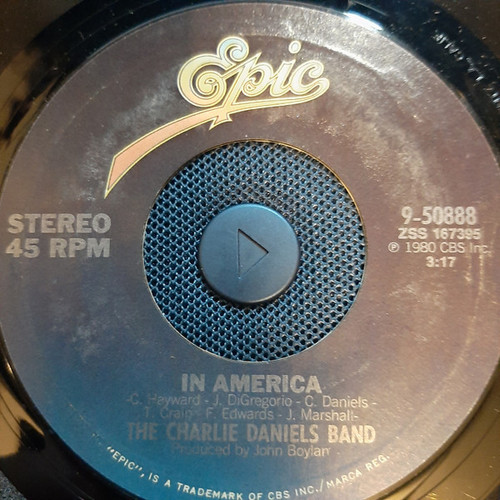 Epic
STEREO
45 RPM
9-50888
ZSS 167395
℗ 1980 CBS Inc.
3:17
IN AMERICA
-C. Hayward - J. DiGregorio - C. Daniels -
T. Crain - F. Edwards - J. Marshall-
THE CHARLIE DANIELS BAND
Produced by John Boylan
"EPIC", IS A TRADEMARK OF CBS INC./MARCA REG.